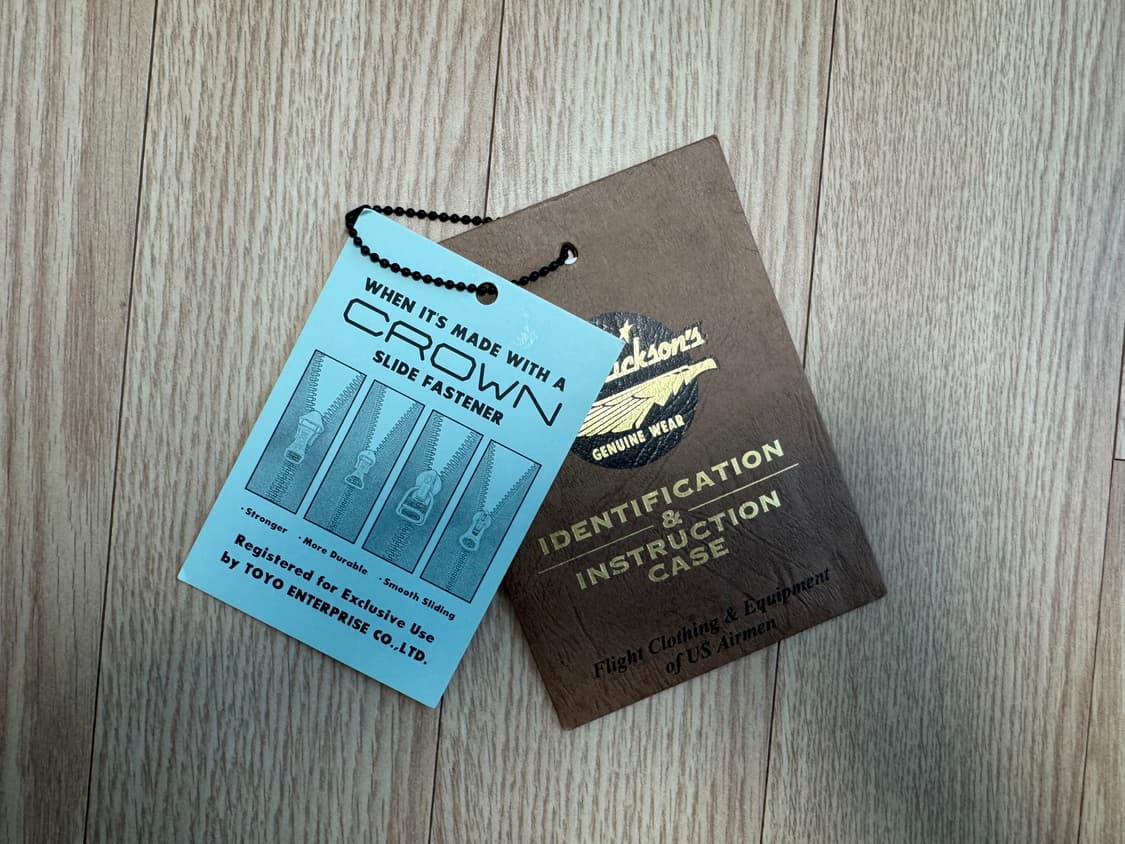 WHEN IT'S MADE WITH A
CROWN
SLIDE FASTENER
· Stronger · More Durable · Smooth Sliding
Registered for Exclusive Use
by TOYO ENTERPRISE CO.,LTD.
GENUINE WEAR
IDENTIFICATION
&
INSTRUCTION
CASE
Flight Clothing & Equipment
of US Airmen